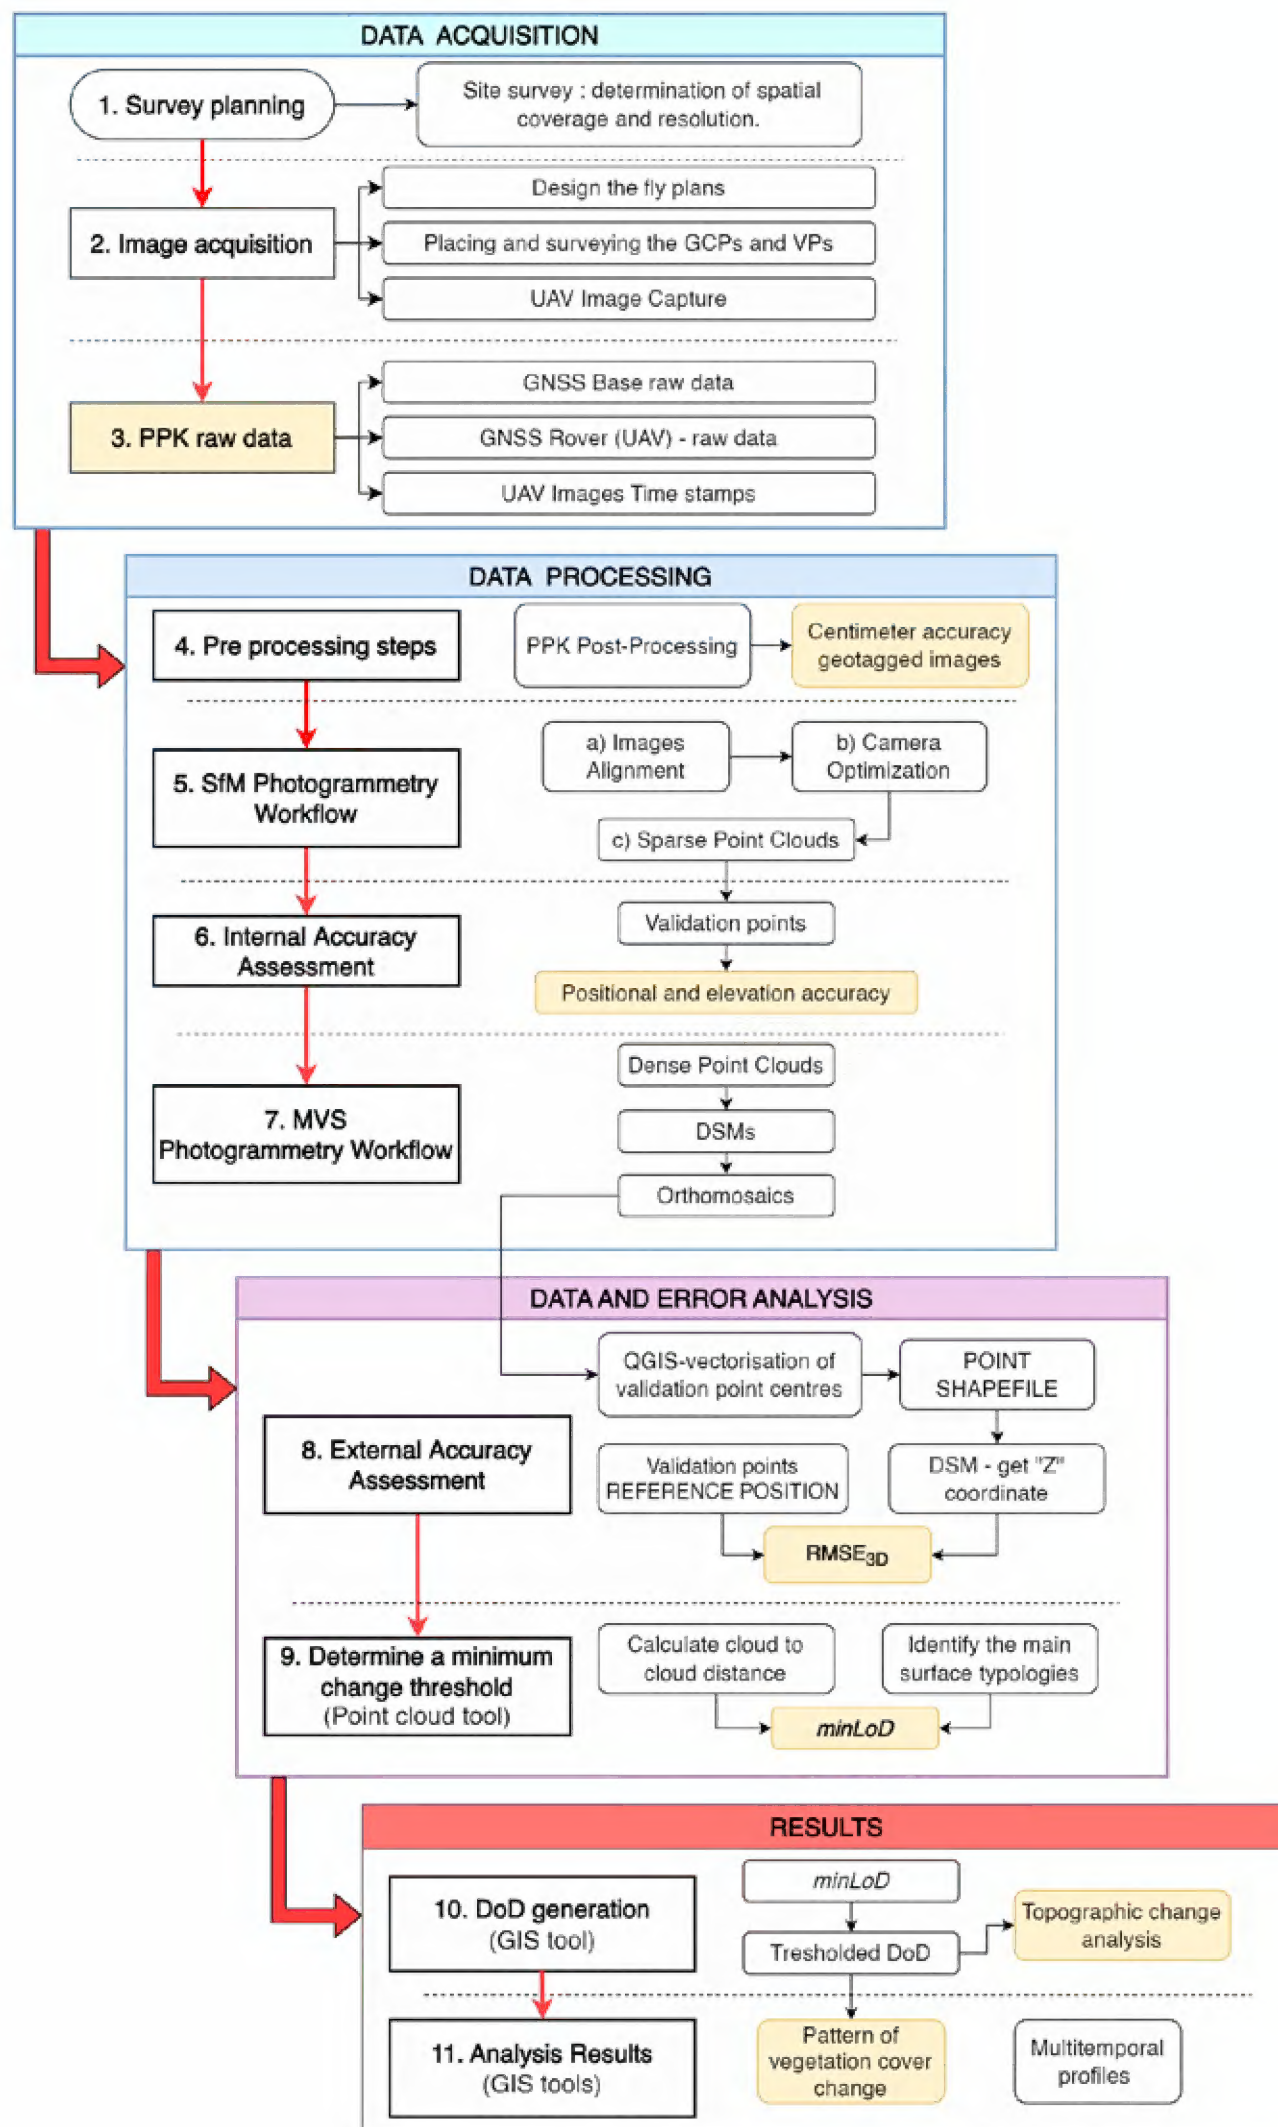 DATA ACQUISITION
1. Survey planning
Site survey : determination of spatial
coverage and resolution.
2. Image acquisition
Design the fly plans
Placing and surveying the GCPs and VPs
UAV Image Capture
3. PPK raw data
GNSS Base raw data
GNSS Rover (UAV) - raw data
UAV Images Time stamps
DATA PROCESSING
4. Pre processing steps
PPK Post-Processing
Centimeter accuracy
geotagged images
5. SfM Photogrammetry
Workflow
a) Images
Alignment
b) Camera
Optimization
c) Sparse Point Clouds
6. Internal Accuracy
Assessment
Validation points
Positional and elevation accuracy
7. MVS
Photogrammetry Workflow
Dense Point Clouds
DSMs
Orthomosaics
DATA AND ERROR ANALYSIS
QGIS-vectorisation of
validation point centres
POINT
SHAPEFILE
8. External Accuracy
Assessment
Validation points
REFERENCE POSITION
DSM - get "Z"
coordinate
RMSE3D
9. Determine a minimum
change threshold
(Point cloud tool)
Calculate cloud to
cloud distance
Identify the main
surface typologies
minLoD
RESULTS
10. DoD generation
(GIS tool)
minLoD
Tresholded DoD
Topographic change
analysis
11. Analysis Results
(GIS tools)
Pattern of
vegetation cover
change
Multitemporal
profiles